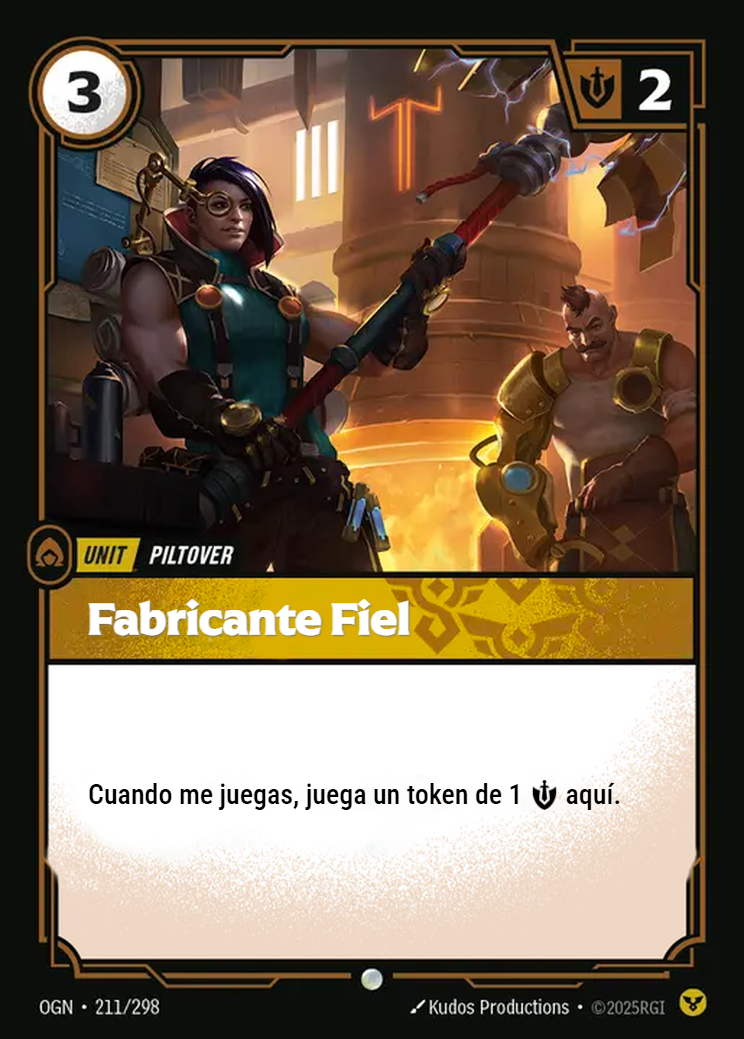 3
2
UNIT PILTOVER
Fabricante Fiel
Cuando me juegas, juega un token de 1 aquí.
OGN • 211/298
Kudos Productions • ©2025RGI